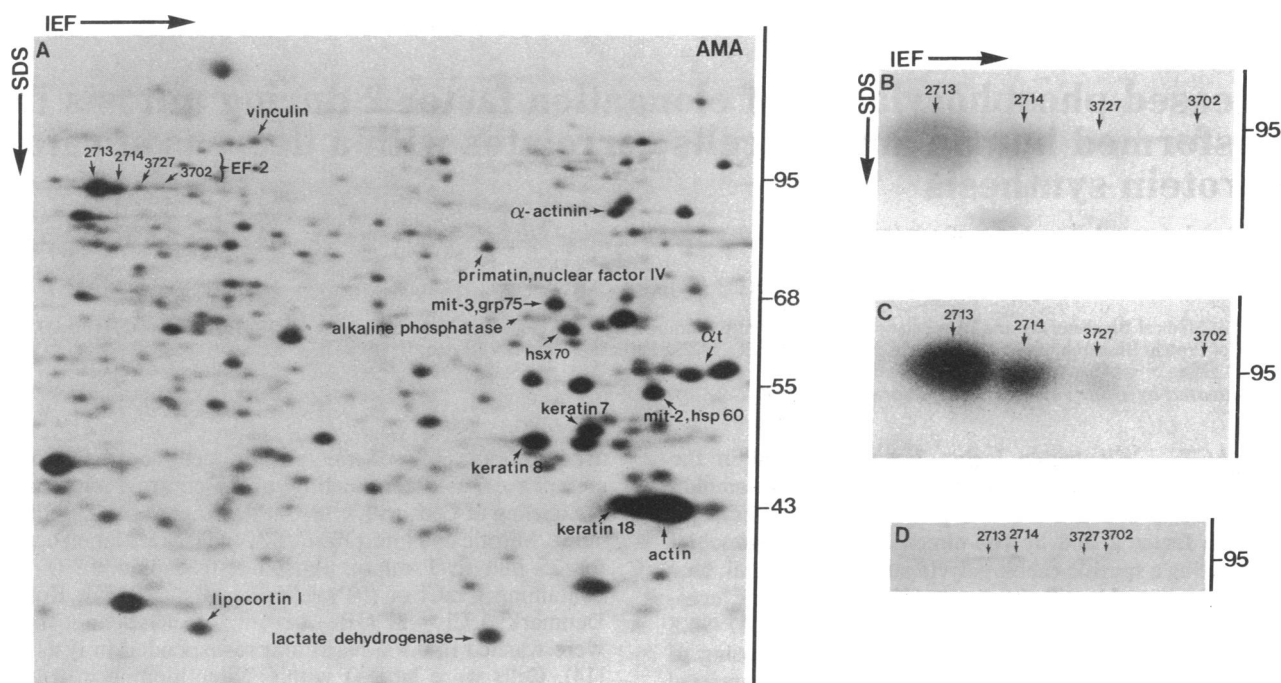 IEF
SDS
A
AMA
vinculin
2713
2714
3727
3702
EF-2
95
α-actinin
primatin, nuclear factor IV
68
mit-3, grp75
alkaline phosphatase
hsx 70
αt
55
keratin 7
mit-2, hsp 60
keratin 8
43
keratin 18
actin
lipocortin I
lactate dehydrogenase
IEF
SDS
B
2713
2714
3727
3702
95
C
2713
2714
3727
3702
95
D
2713
2714
3727
3702
95